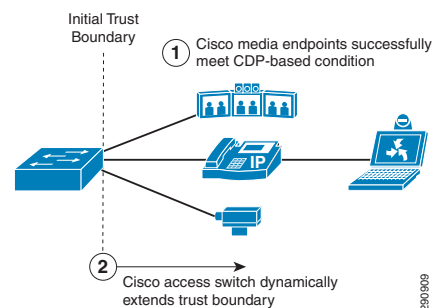 Initial Trust
Boundary
1
Cisco media endpoints successfully
meet CDP-based condition
IP
2
Cisco access switch dynamically
extends trust boundary
290909